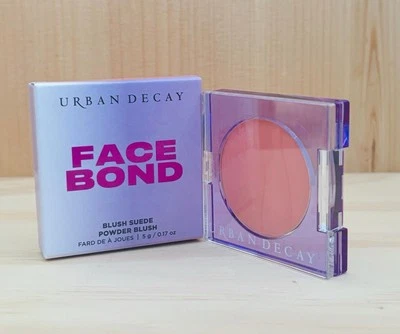 URBAN DECAY
FACE
BOND
BLUSH SUEDE
POWDER BLUSH
FARD DE À JOUES | 5 g / 0.17 oz
URBAN DECAY